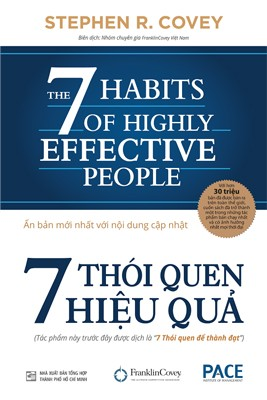 STEPHEN R. COVEY
Biên dịch: Nhóm chuyên gia FranklinCovey Việt Nam
THE 7 HABITS
OF HIGHLY
EFFECTIVE
PEOPLE
Với hơn
30 triệu
bản đã được bán ra
trên toàn thế giới,
cuốn sách đã trở thành
một trong những tác
phẩm bán chạy nhất
và có ảnh hưởng
nhất mọi thời đại
Ấn bản mới nhất với nội dung cập nhật
7 THÓI QUEN
HIỆU QUẢ
(Tác phẩm này trước đây được dịch là "7 Thói quen để thành đạt")
NHÀ XUẤT BẢN TỔNG HỢP
THÀNH PHỐ HỒ CHÍ MINH
FranklinCovey
PACE
INSTITUTE OF MANAGEMENT